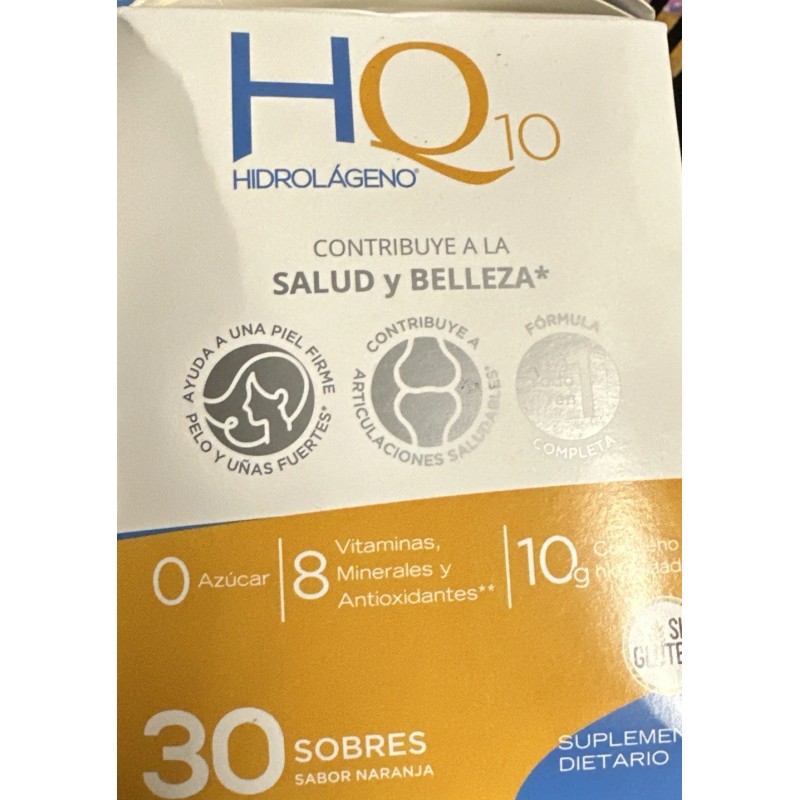 HQ10
HIDROLÁGENO®
CONTRIBUYE A LA
SALUD y BELLEZA*
AYUDA A UNA PIEL FIRME
PELO Y UÑAS FUERTES*
CONTRIBUYE A
ARTICULACIONES SALUDABLES*
FÓRMULA
1
en
COMPLETA
0 Azúcar
8 Vitaminas,
Minerales y
Antioxidantes**
10g
30 SOBRES
SABOR NARANJA
SUPLEMEN
DIETARIO